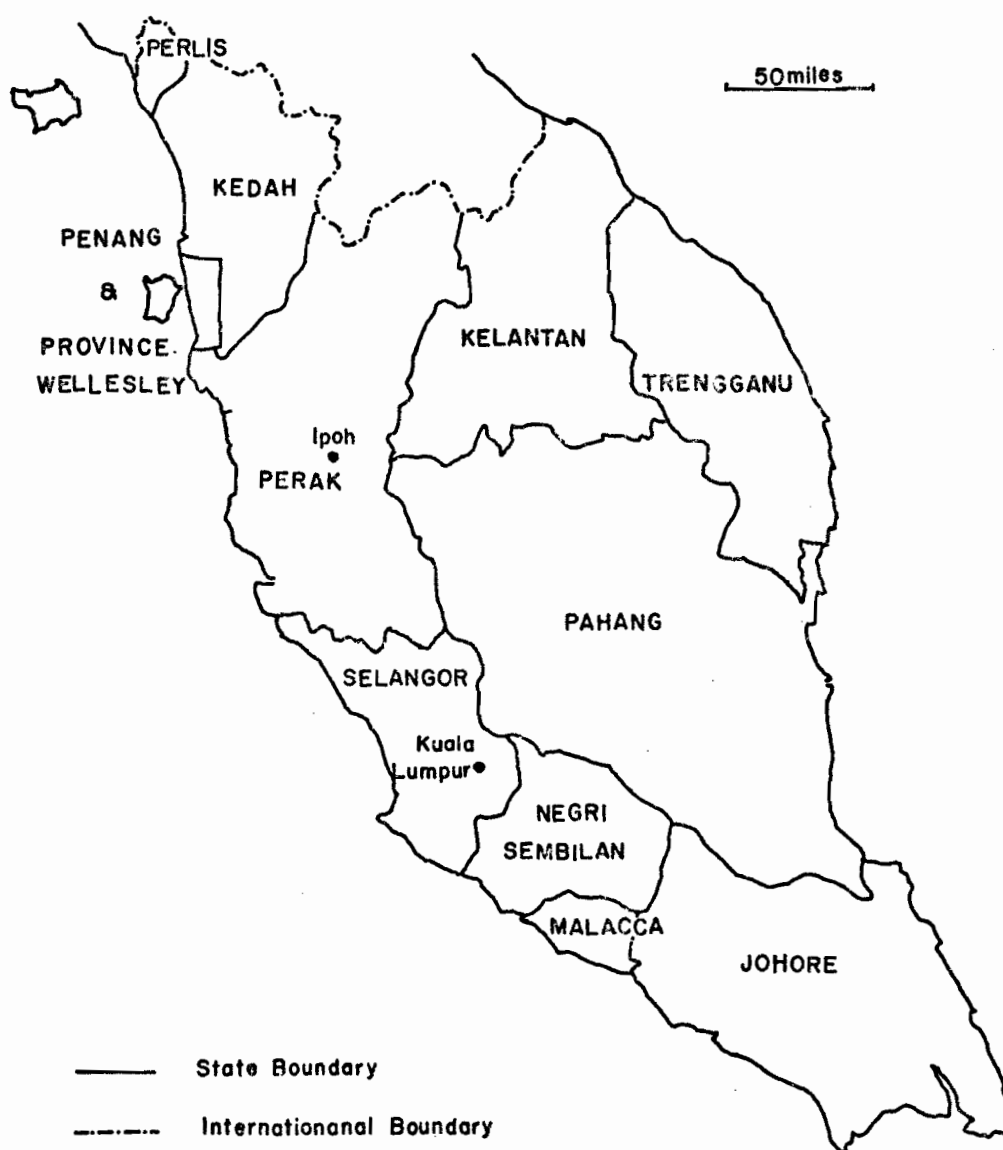 PERLIS
50miles
KEDAH
PENANG
&
PROVINCE.
WELLESLEY
KELANTAN
TRENGGANU
Ipoh
PERAK
PAHANG
SELANGOR
Kuala
Lumpur
NEGRI
SEMBILAN
MALACCA
JOHORE
State Boundary
Internationanal Boundary